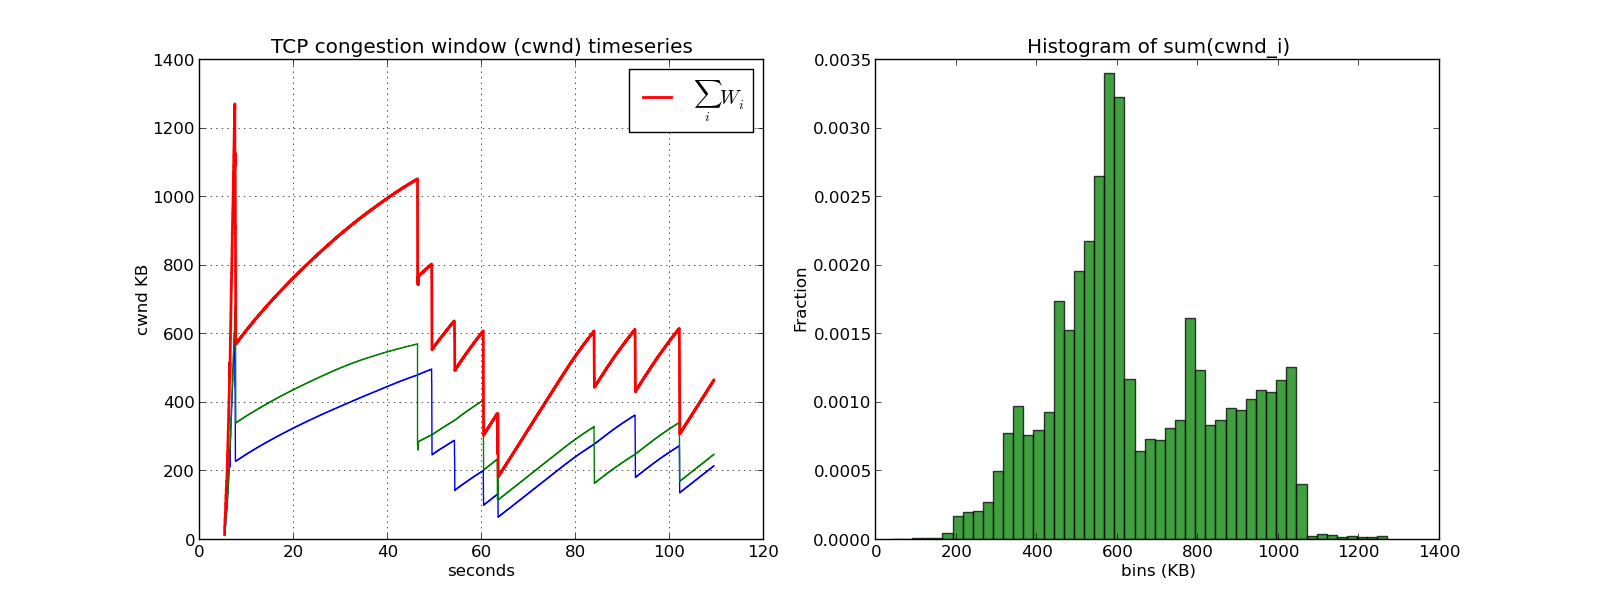 TCP congestion window (cwnd) timeseries
1400
1200
1000
800
600
400
200
0
cwnd KB
∑W_i
i
0 20 40 60 80 100 120
seconds
Histogram of sum(cwnd_i)
0.0035
0.0030
0.0025
0.0020
0.0015
0.0010
0.0005
0.0000
Fraction
0 200 400 600 800 1000 1200 1400
bins (KB)